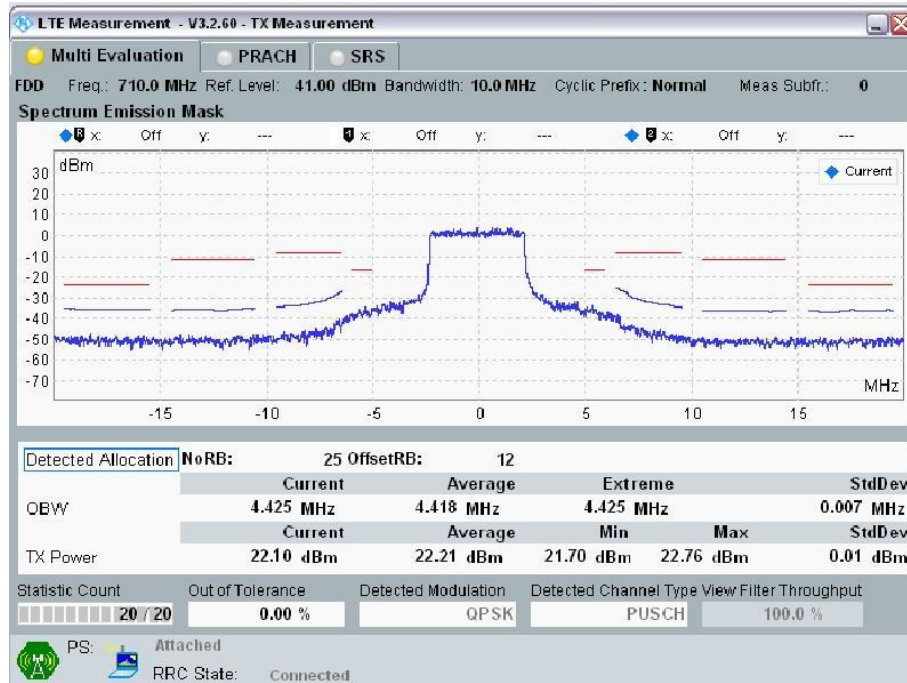 LTE Measurement - V3.2.60 - TX Measurement
Multi Evaluation PRACH SRS
FDD Freq.: 710.0 MHz Ref. Level: 41.00 dBm Bandwidth: 10.0 MHz Cyclic Prefix: Normal Meas Subfr.: 0
Spectrum Emission Mask
R x: Off y: --- 1 x: Off y: --- 2 x: Off y: ---
dBm
Current
30
20
10
0
-10
-20
-30
-40
-50
-60
-70
MHz
-15 -10 -5 0 5 10 15
Detected Allocation NoRB: 25 OffsetRB: 12
Current Average Extreme StdDev
OBW 4.425 MHz 4.418 MHz 4.425 MHz 0.007 MHz
Current Average Min Max StdDev
TX Power 22.10 dBm 22.21 dBm 21.70 dBm 22.76 dBm 0.01 dBm
Statistic Count Out of Tolerance Detected Modulation Detected Channel Type View Filter Throughput
20 / 20 0.00 % QPSK PUSCH 100.0 %
PS: Attached
RRC State: Connected